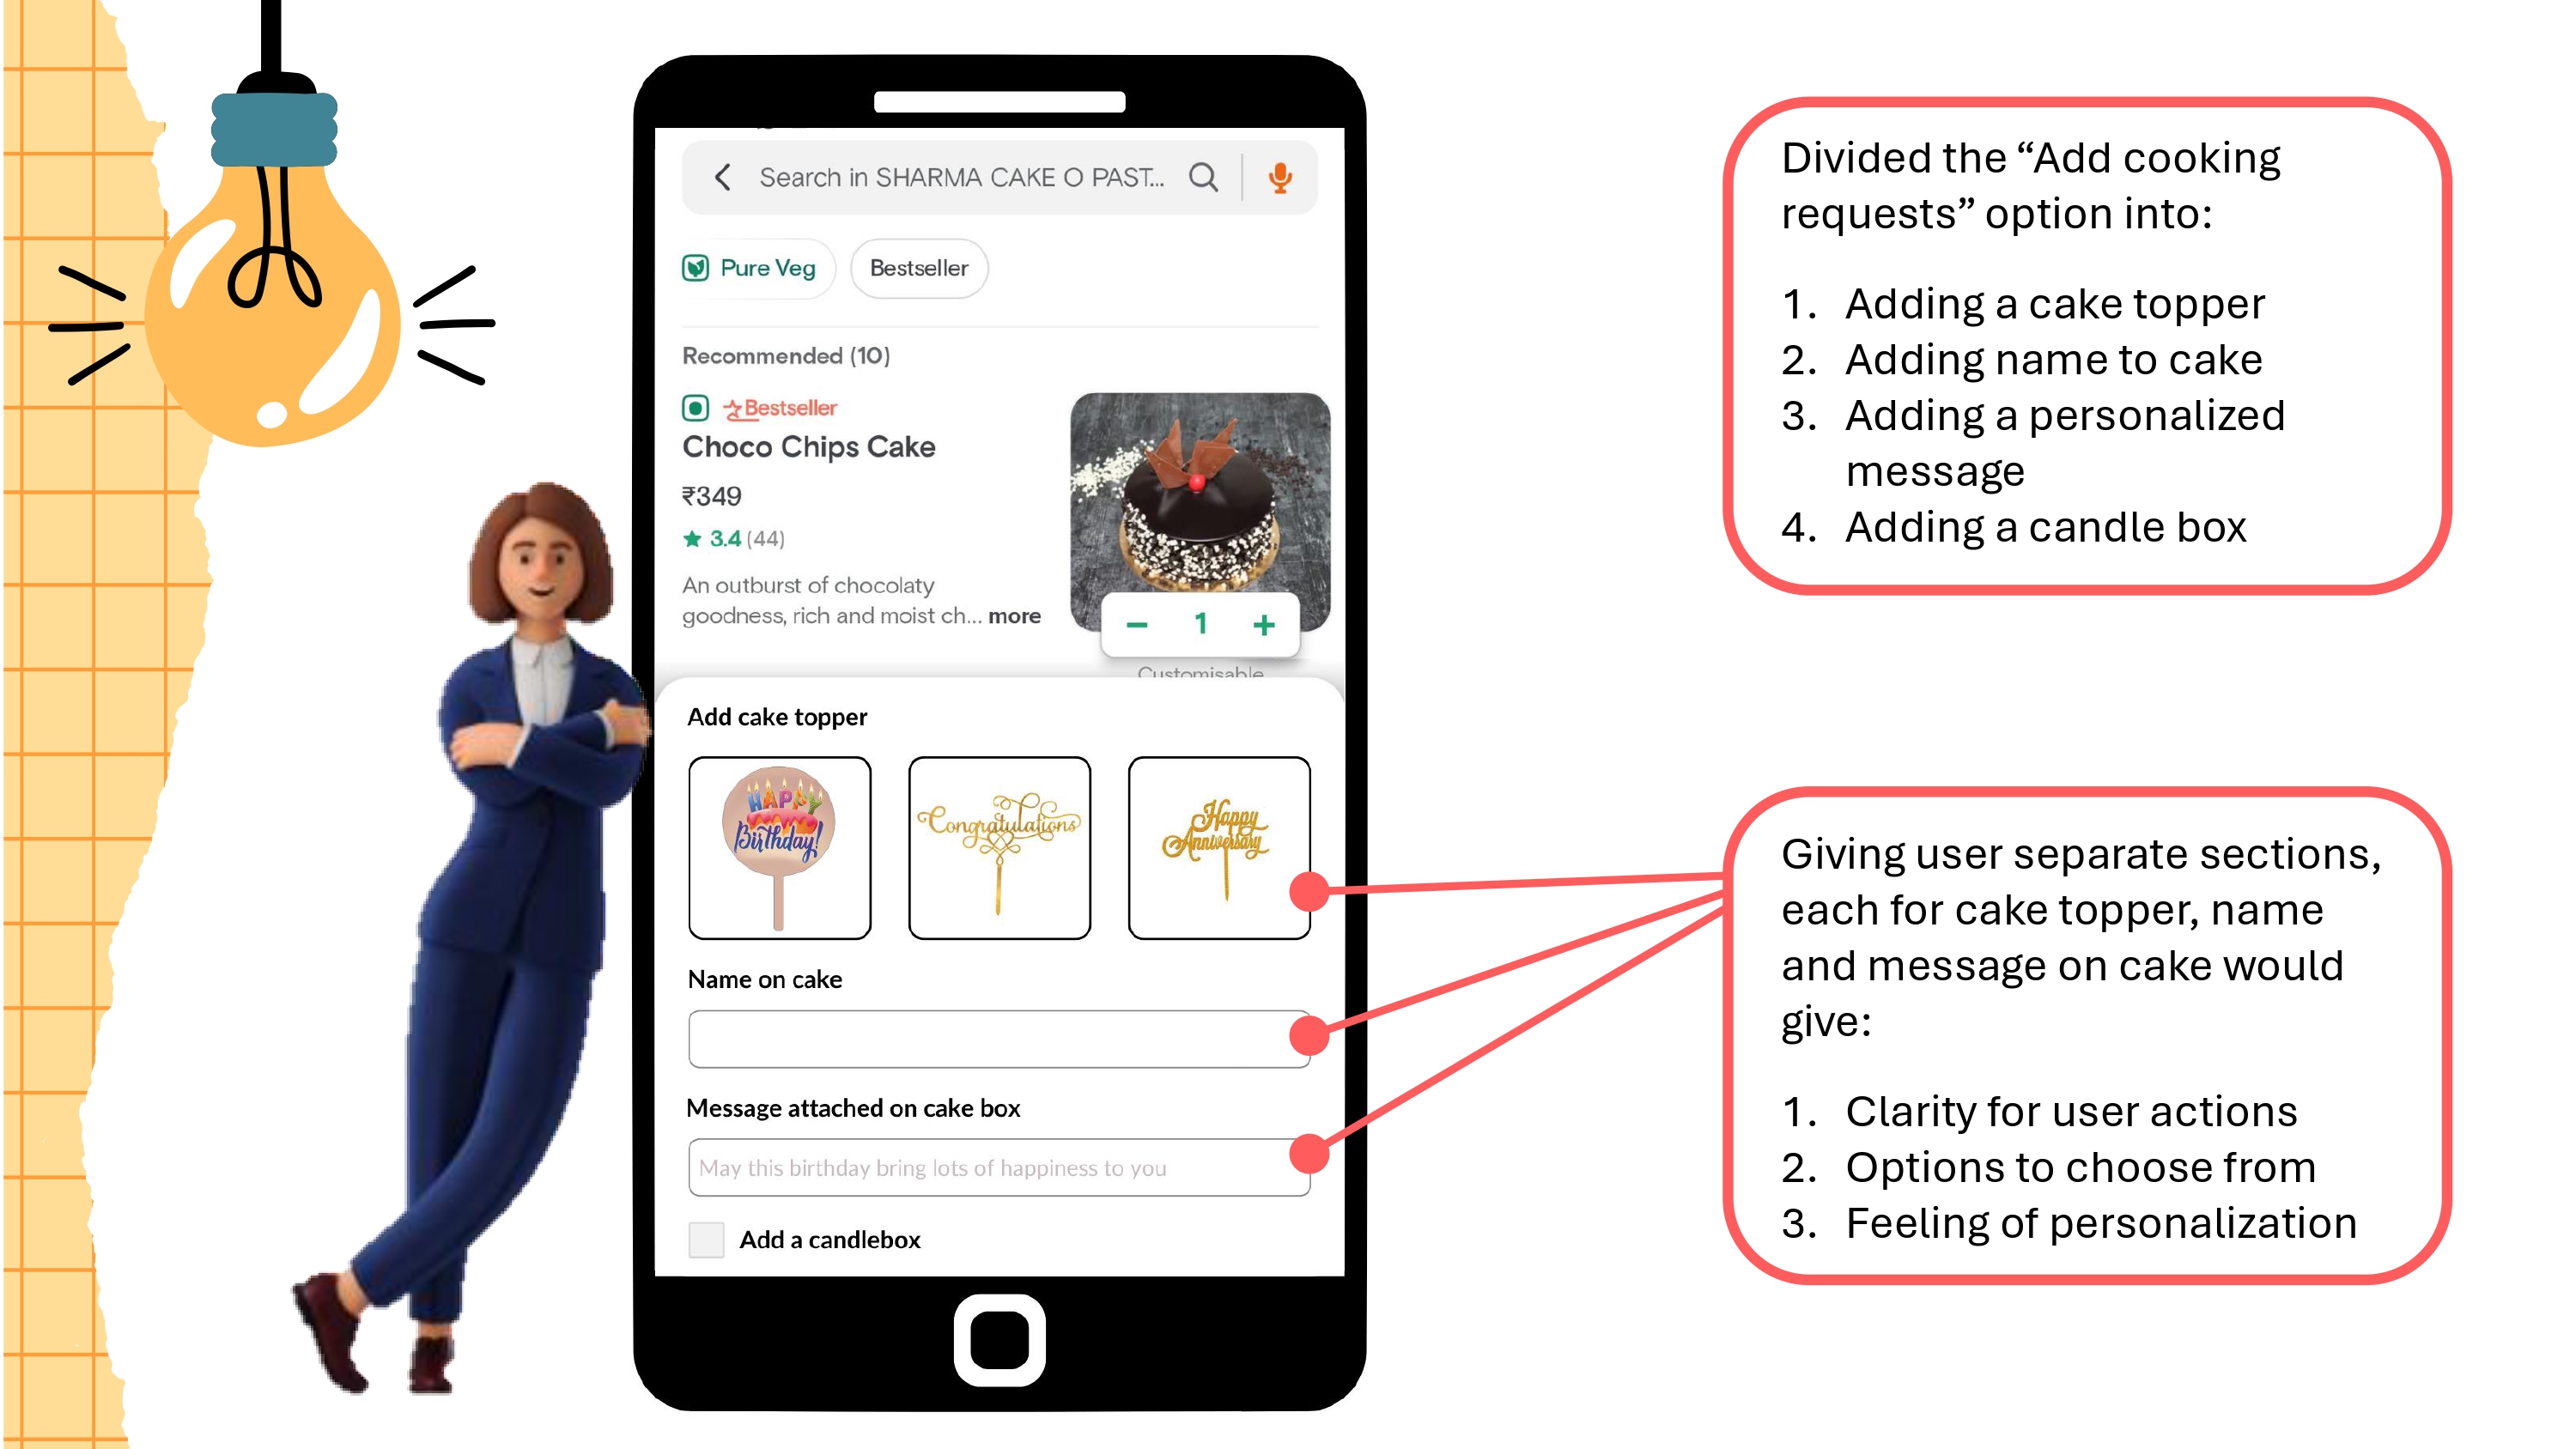 Search in SHARMA CAKE O PAST...
Pure Veg
Bestseller
Recommended (10)
Bestseller
Choco Chips Cake
₹349
3.4 (44)
An outburst of chocolaty
goodness, rich and moist ch... more
− 1 +
Customisable
Add cake topper
HAPPY
Birthday!
Congratulations
Happy
Anniversary
Name on cake
Message attached on cake box
May this birthday bring lots of happiness to you
Add a candlebox
Divided the “Add cooking
requests” option into:
1. Adding a cake topper
2. Adding name to cake
3. Adding a personalized
message
4. Adding a candle box
Giving user separate sections,
each for cake topper, name
and message on cake would
give:
1. Clarity for user actions
2. Options to choose from
3. Feeling of personalization